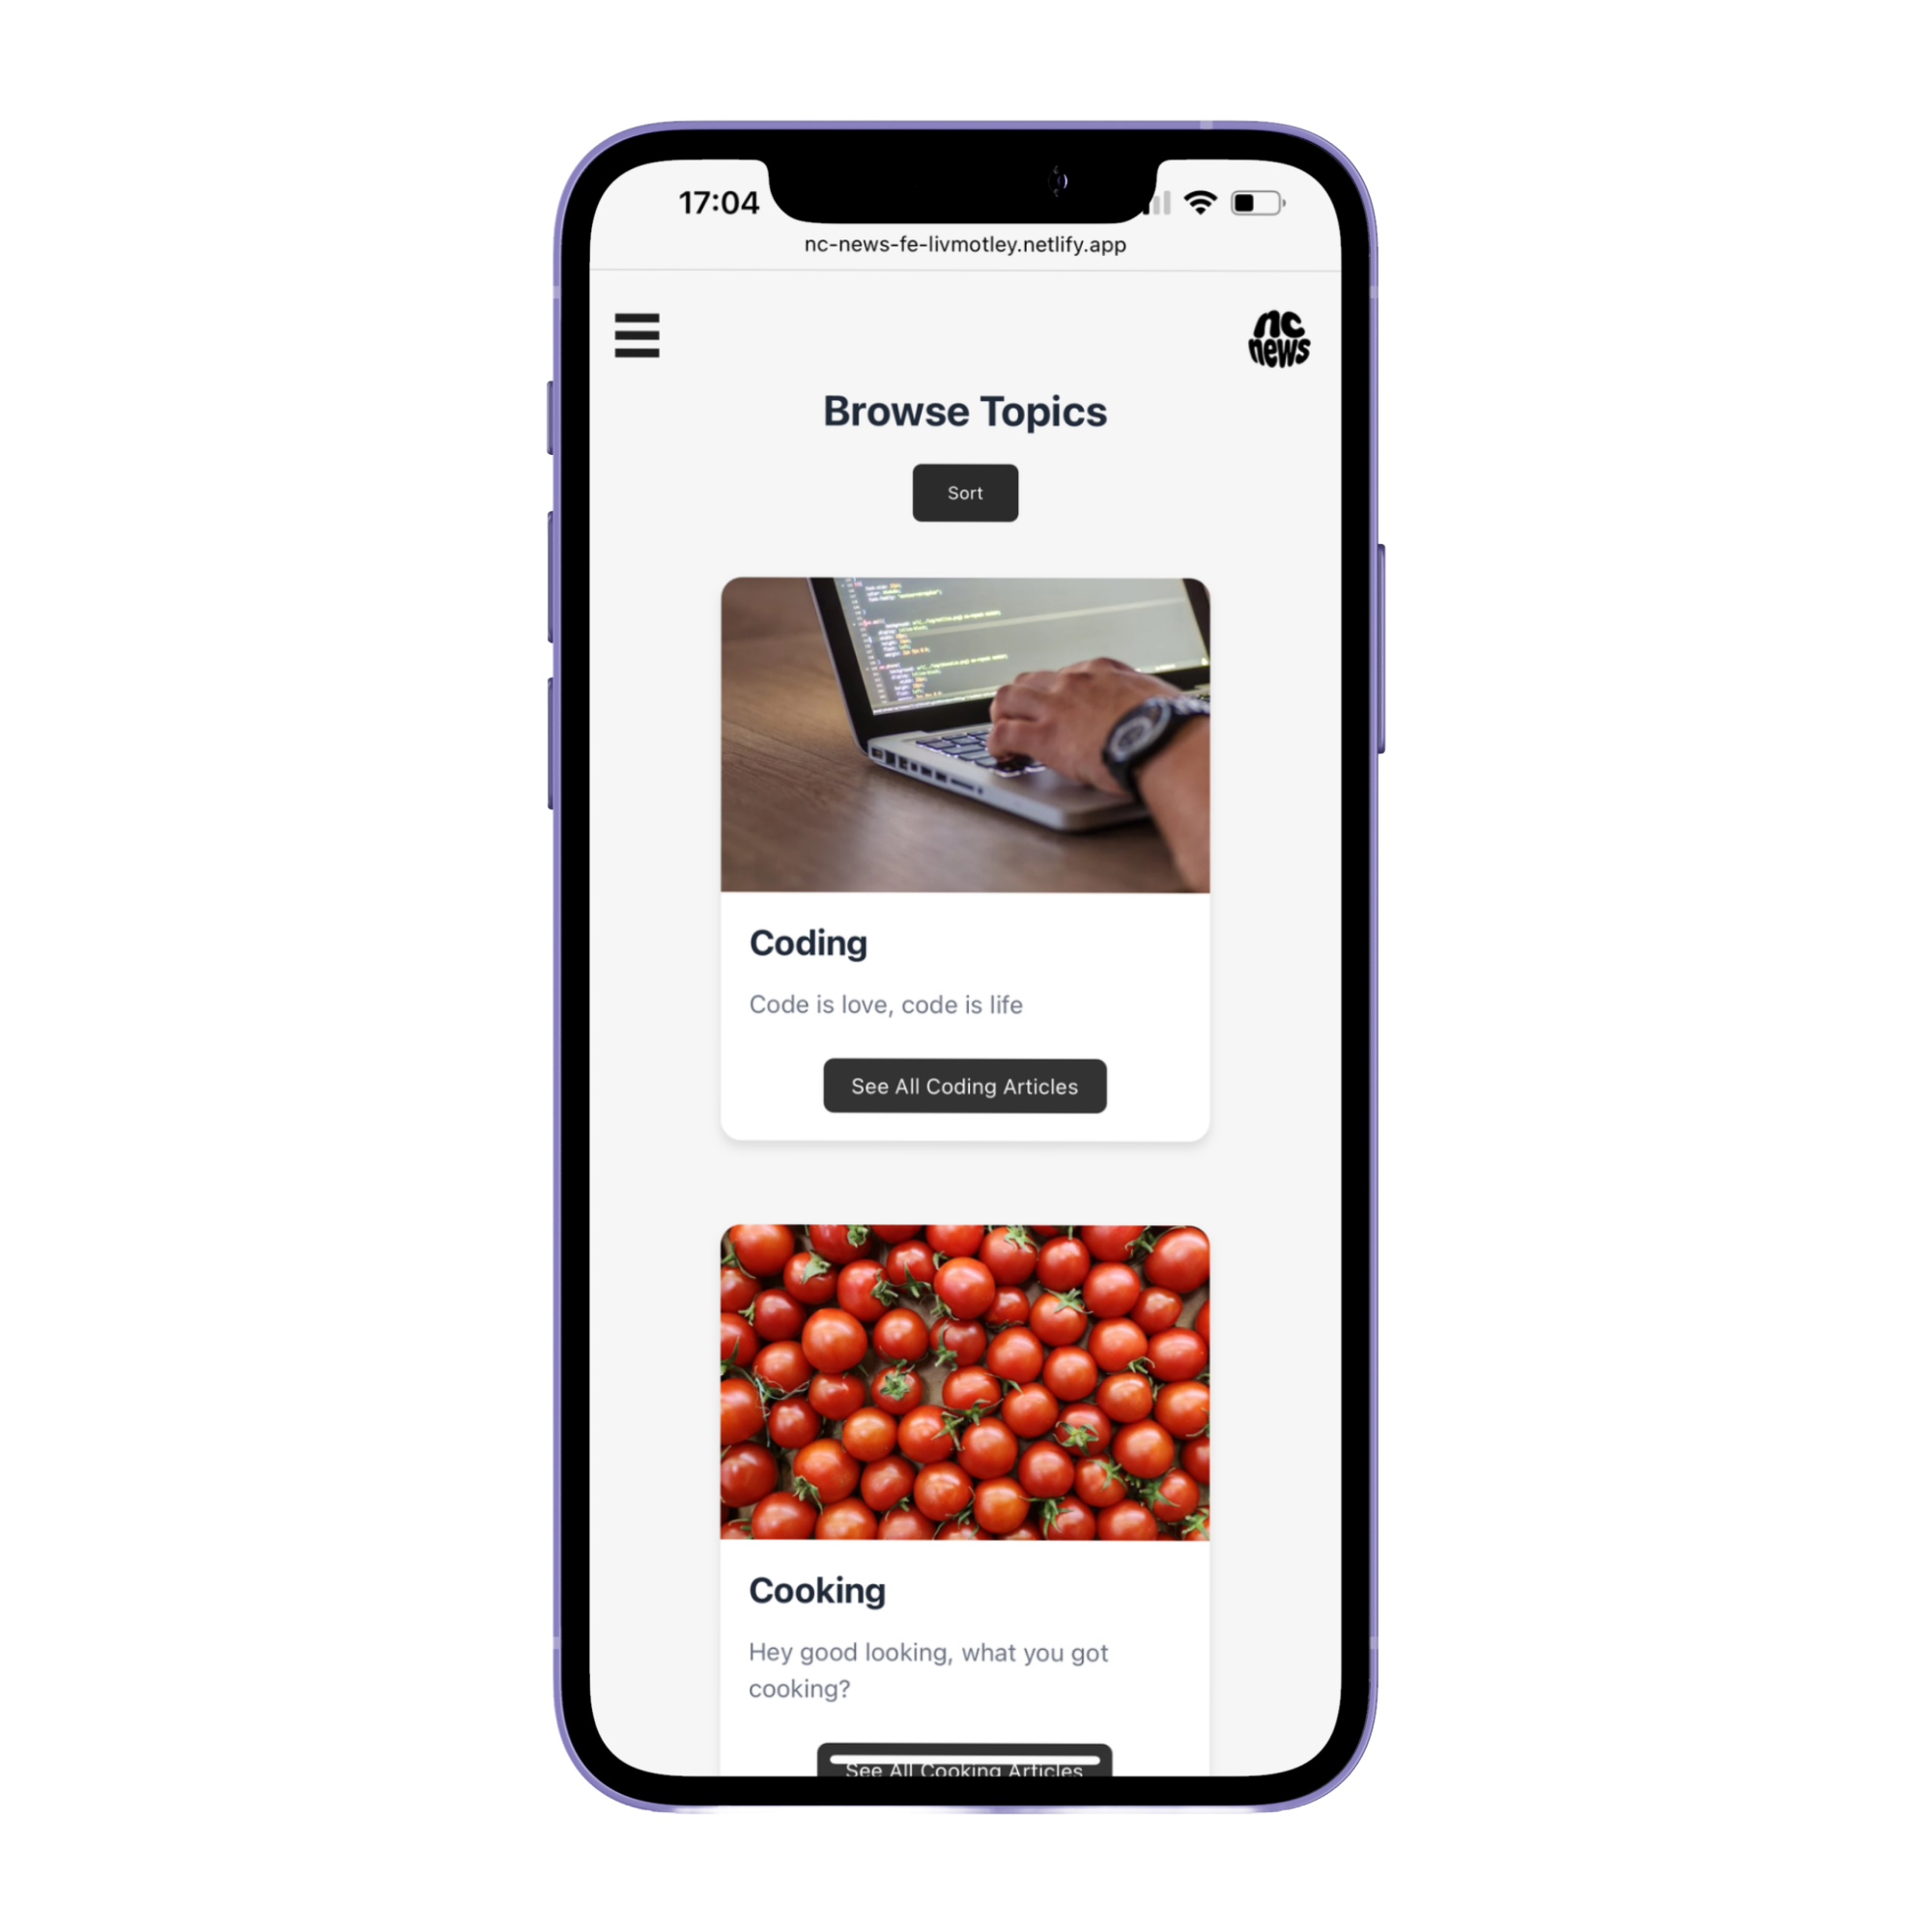 17:04
nc-news-fe-livmotley.netlify.app
nc
news
Browse Topics
Sort
Coding
Code is love, code is life
See All Coding Articles
Cooking
Hey good looking, what you got
cooking?
See All Cooking Articles